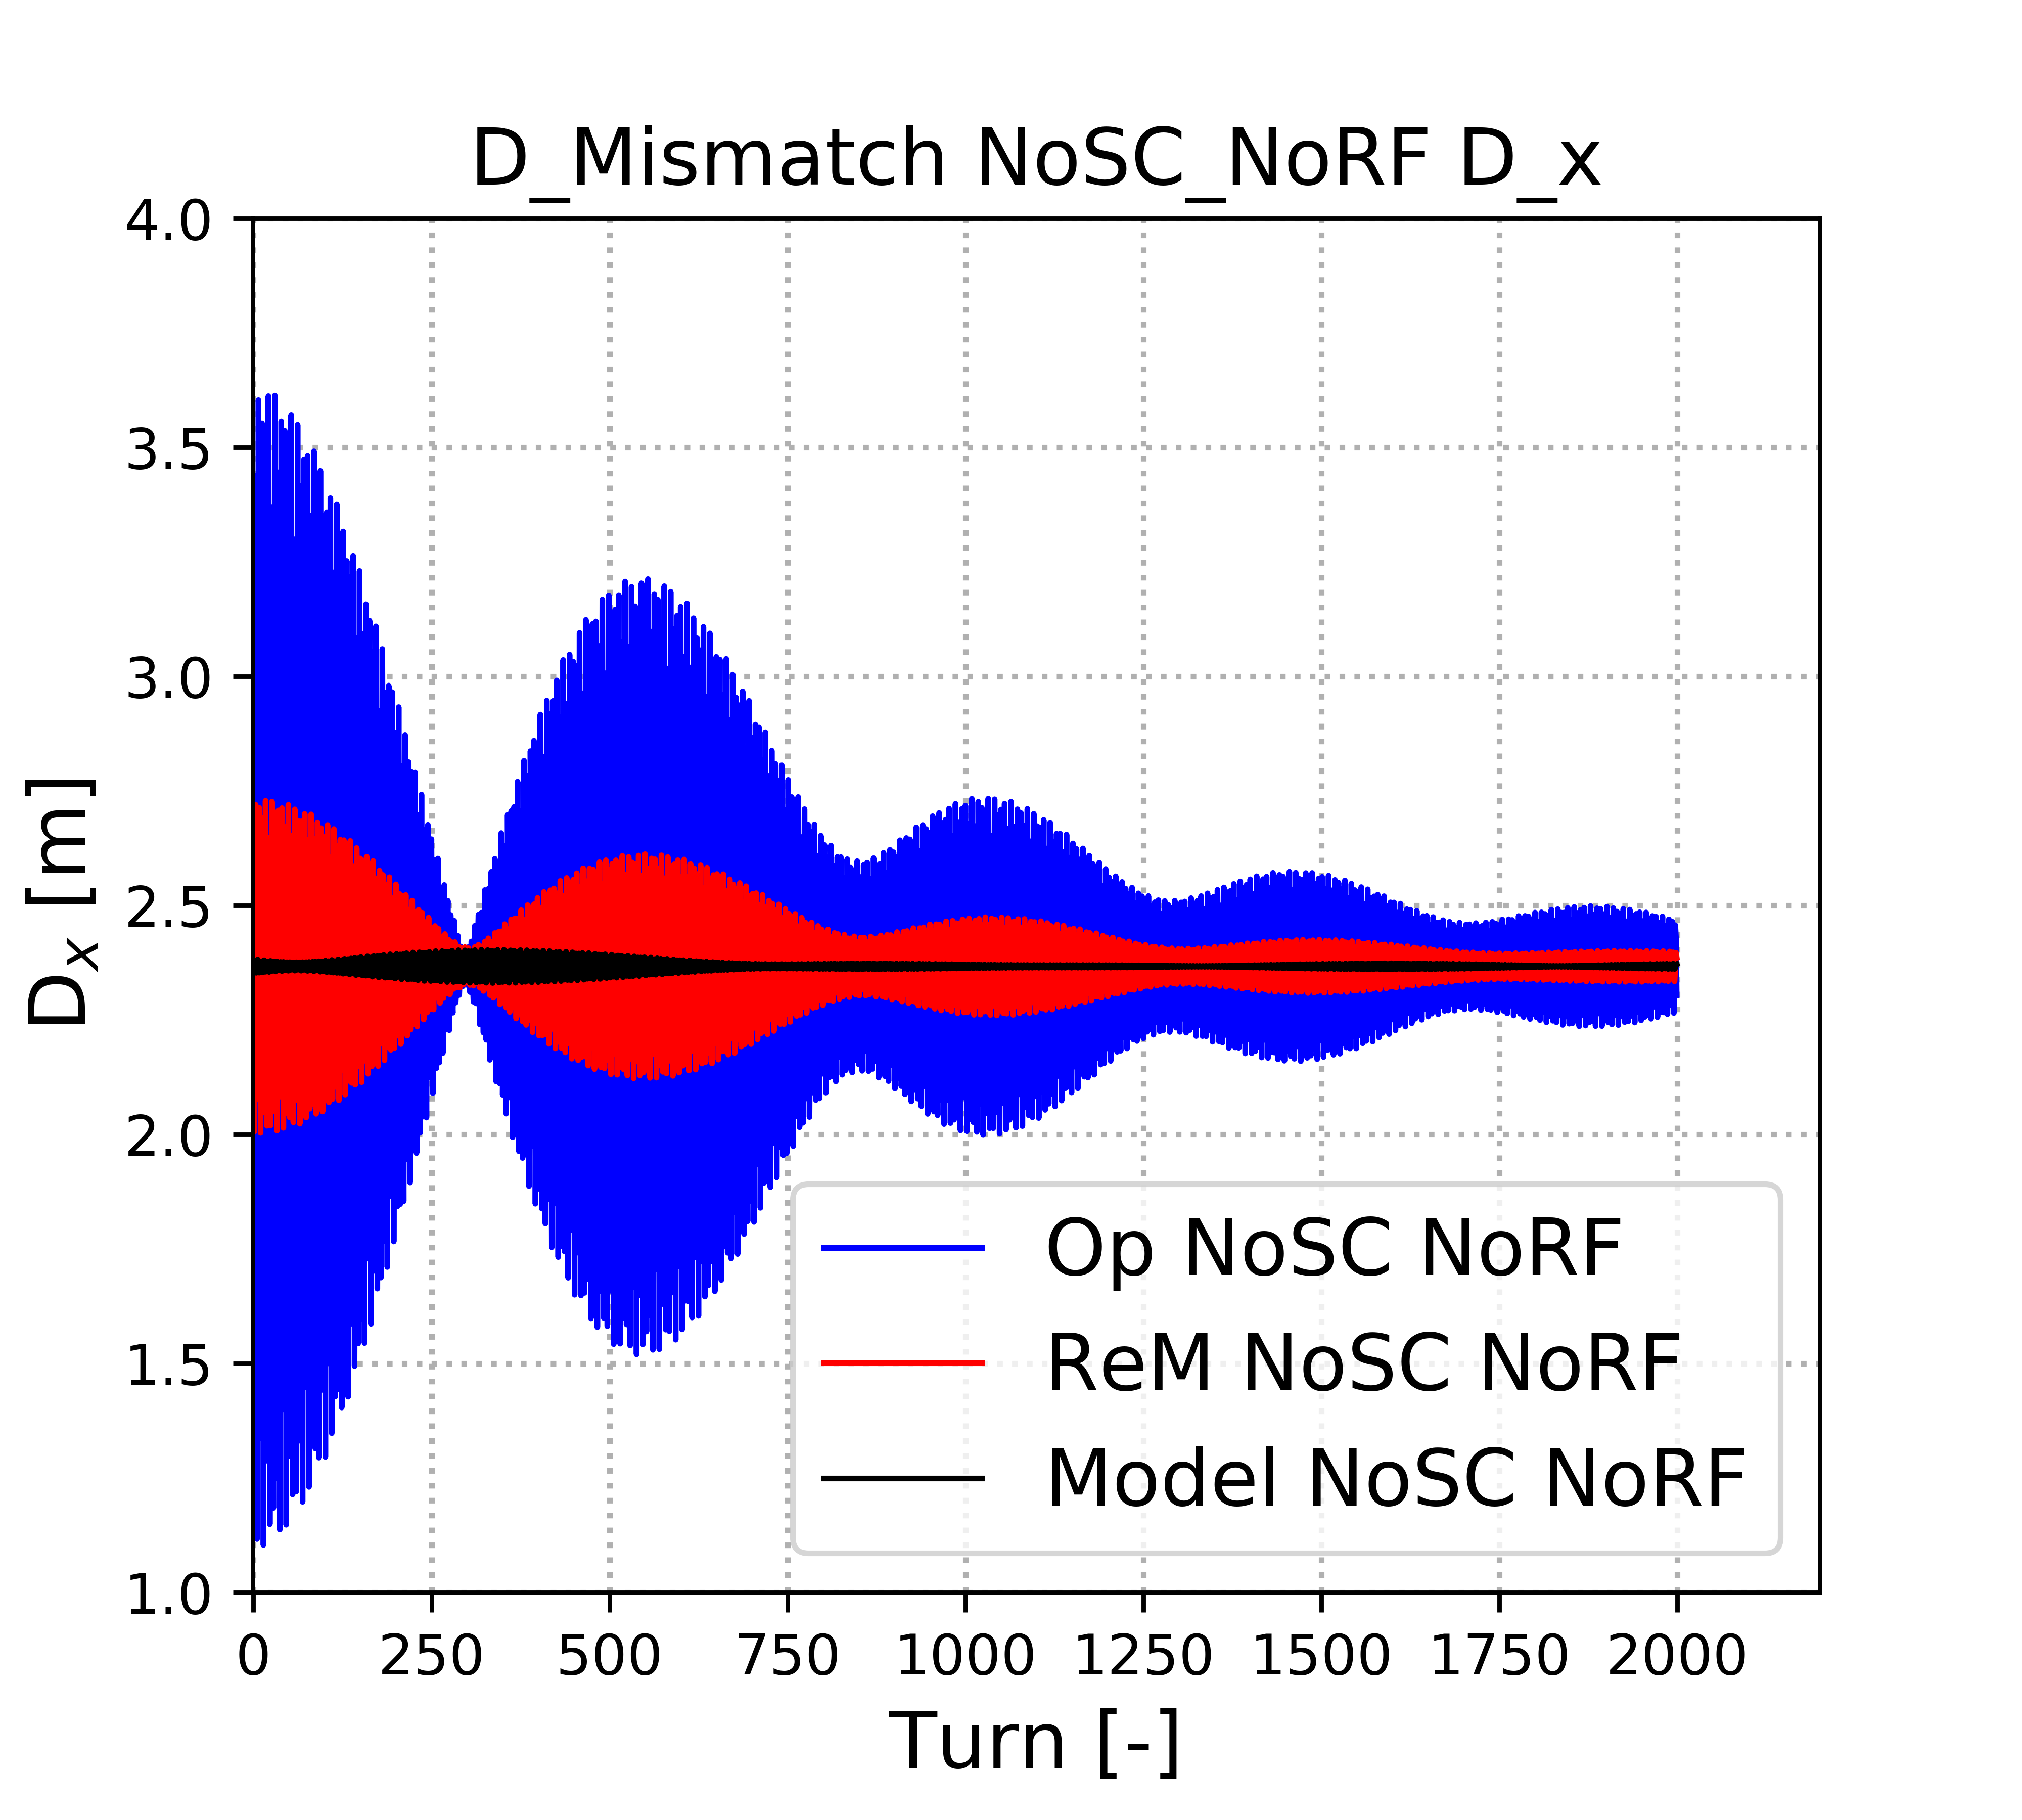 D_Mismatch NoSC_NoRF D_x
4.0
3.5
3.0
2.5
2.0
1.5
1.0
Dₓ [m]
Op NoSC NoRF
ReM NoSC NoRF
Model NoSC NoRF
0 250 500 750 1000 1250 1500 1750 2000
Turn [-]